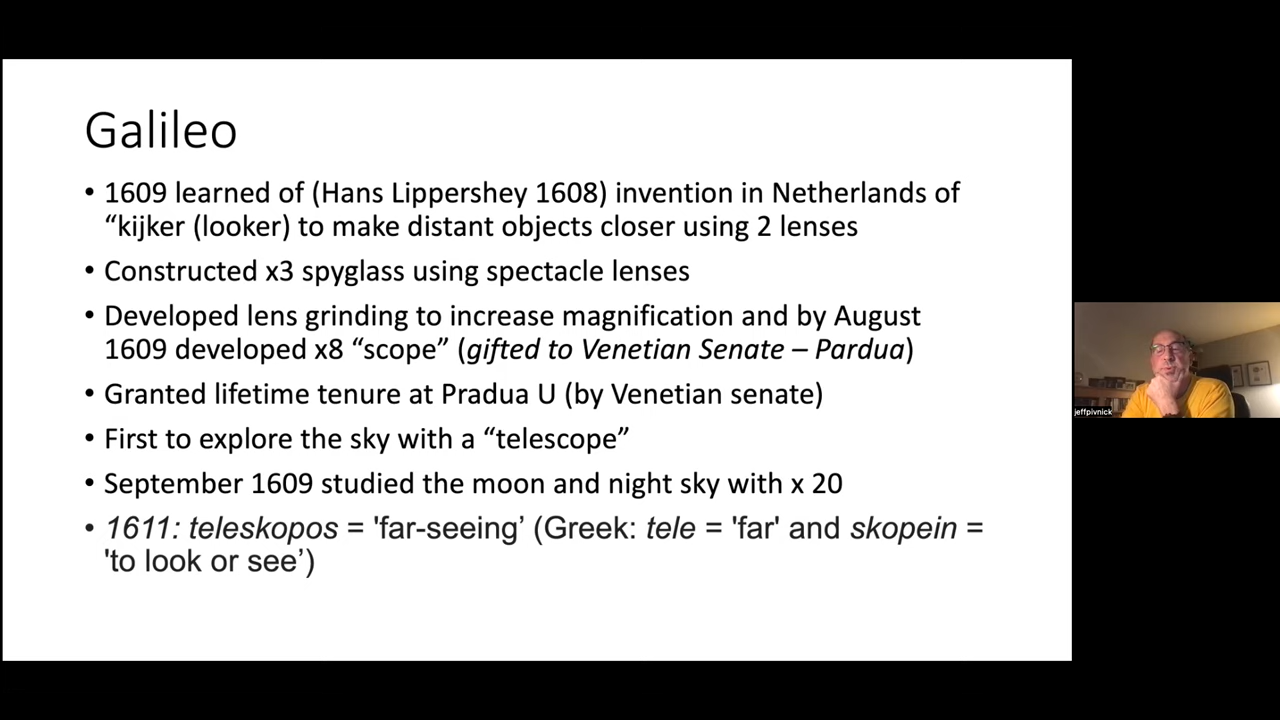 Galileo
• 1609 learned of (Hans Lippershey 1608) invention in Netherlands of
“kijker (looker) to make distant objects closer using 2 lenses
• Constructed x3 spyglass using spectacle lenses
• Developed lens grinding to increase magnification and by August
1609 developed x8 “scope” (gifted to Venetian Senate – Pardua)
• Granted lifetime tenure at Pradua U (by Venetian senate)
• First to explore the sky with a “telescope”
• September 1609 studied the moon and night sky with x 20
• 1611: teleskopos = 'far-seeing’ (Greek: tele = 'far' and skopein =
'to look or see’)
jeffpivnick